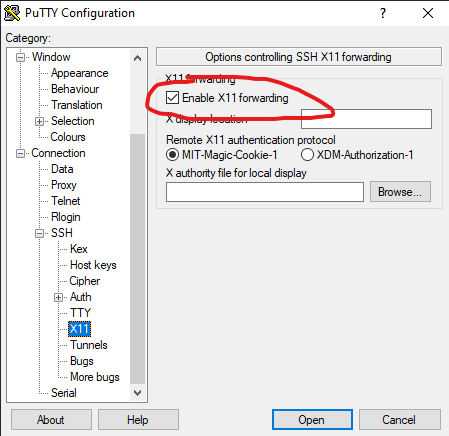 PuTTY Configuration
?
Category:
Window
Appearance
Behaviour
Translation
Selection
Colours
Connection
Data
Proxy
Telnet
Rlogin
SSH
Kex
Host keys
Cipher
Auth
TTY
X11
Tunnels
Bugs
More bugs
Serial
Options controlling SSH X11 forwarding
X11 forwarding
Enable X11 forwarding
X display location
Remote X11 authentication protocol
MIT-Magic-Cookie-1 XDM-Authorization-1
X authority file for local display
Browse...
About Help Open Cancel